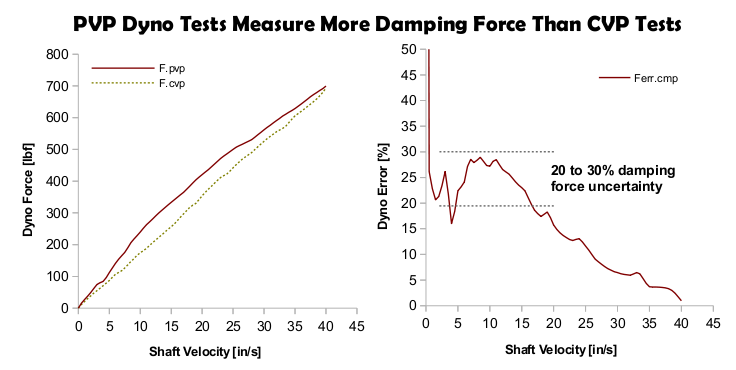 PVP Dyno Tests Measure More Damping Force Than CVP Tests
800
700
600
500
400
300
200
100
0
Dyno Force [lbf]
F.pvp
F.cvp
0 5 10 15 20 25 30 35 40 45
Shaft Velocity [in/s]
50
45
40
35
30
25
20
15
10
5
0
Dyno Error [%]
Ferr.cmp
20 to 30% damping
force uncertainty
0 5 10 15 20 25 30 35 40 45
Shaft Velocity [in/s]